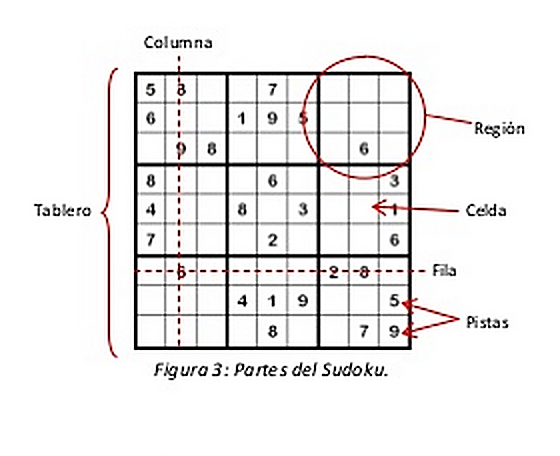 Columna
5 3 7
6 1 9 5
9 8 6
Región
8 6 3
4 8 3 1
Tablero
Celda
7 2 6
6 2 8
Fila
4 1 9 5
Pistas
8 7 9
Figura 3: Partes del Sudoku.